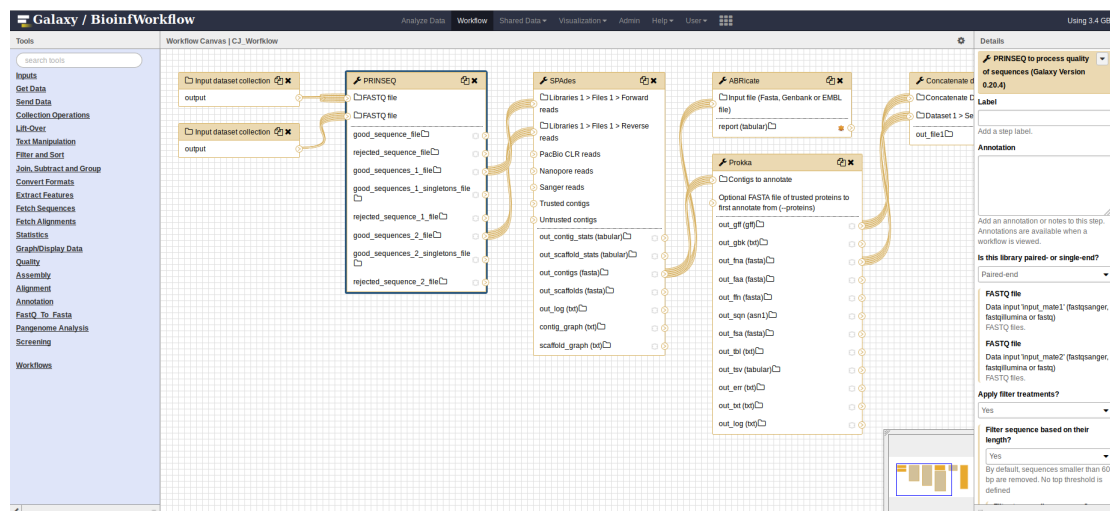 Galaxy / BioinfWorkflow
Analyze Data Workflow Shared Data Visualization Admin Help User
Using 3.4 GB
Tools
search tools
Inputs
Get Data
Send Data
Collection Operations
Lift-Over
Text Manipulation
Filter and Sort
Join, Subtract and Group
Convert Formats
Extract Features
Fetch Sequences
Fetch Alignments
Statistics
Graph/Display Data
Quality
Assembly
Alignment
Annotation
FastQ_To_Fasta
Pangenome Analysis
Screening
Workflows
Workflow Canvas | CJ_Worfklow
Input dataset collection
output
Input dataset collection
output
PRINSEQ
FASTQ file
FASTQ file
good_sequence_file
rejected_sequence_file
good_sequences_1_file
good_sequences_1_singletons_file
rejected_sequence_1_file
good_sequences_2_file
good_sequences_2_singletons_file
rejected_sequence_2_file
SPAdes
Libraries 1 > Files 1 > Forward
reads
Libraries 1 > Files 1 > Reverse
reads
PacBio CLR reads
Nanopore reads
Sanger reads
Trusted contigs
Untrusted contigs
out_contig_stats (tabular)
out_scaffold_stats (tabular)
out_contigs (fasta)
out_scaffolds (fasta)
out_log (txt)
contig_graph (txt)
scaffold_graph (txt)
ABRicate
Input file (Fasta, Genbank or EMBL
file)
report (tabular)
Prokka
Contigs to annotate
Optional FASTA file of trusted proteins to
first annotate from (--proteins)
out_gff (gff)
out_gbk (txt)
out_fna (fasta)
out_faa (fasta)
out_ffn (fasta)
out_sqn (asn1)
out_fsa (fasta)
out_tbl (txt)
out_tsv (tabular)
out_err (txt)
out_txt (txt)
out_log (txt)
Concatenate d
Concatenate D
Dataset 1 > Se
out_file1
Details
PRINSEQ to process quality
of sequences (Galaxy Version
0.20.4)
Label
Add a step label.
Annotation
Add an annotation or notes to this step.
Annotations are available when a
workflow is viewed.
Is this library paired- or single-end?
Paired-end
FASTQ file
Data input 'input_mate1' (fastqsanger,
fastqillumina or fastq)
FASTQ files.
FASTQ file
Data input 'input_mate2' (fastqsanger,
fastqillumina or fastq)
FASTQ files.
Apply filter treatments?
Yes
Filter sequence based on their
length?
Yes
By default, sequences smaller than 60
bp are removed. No top threshold is
defined